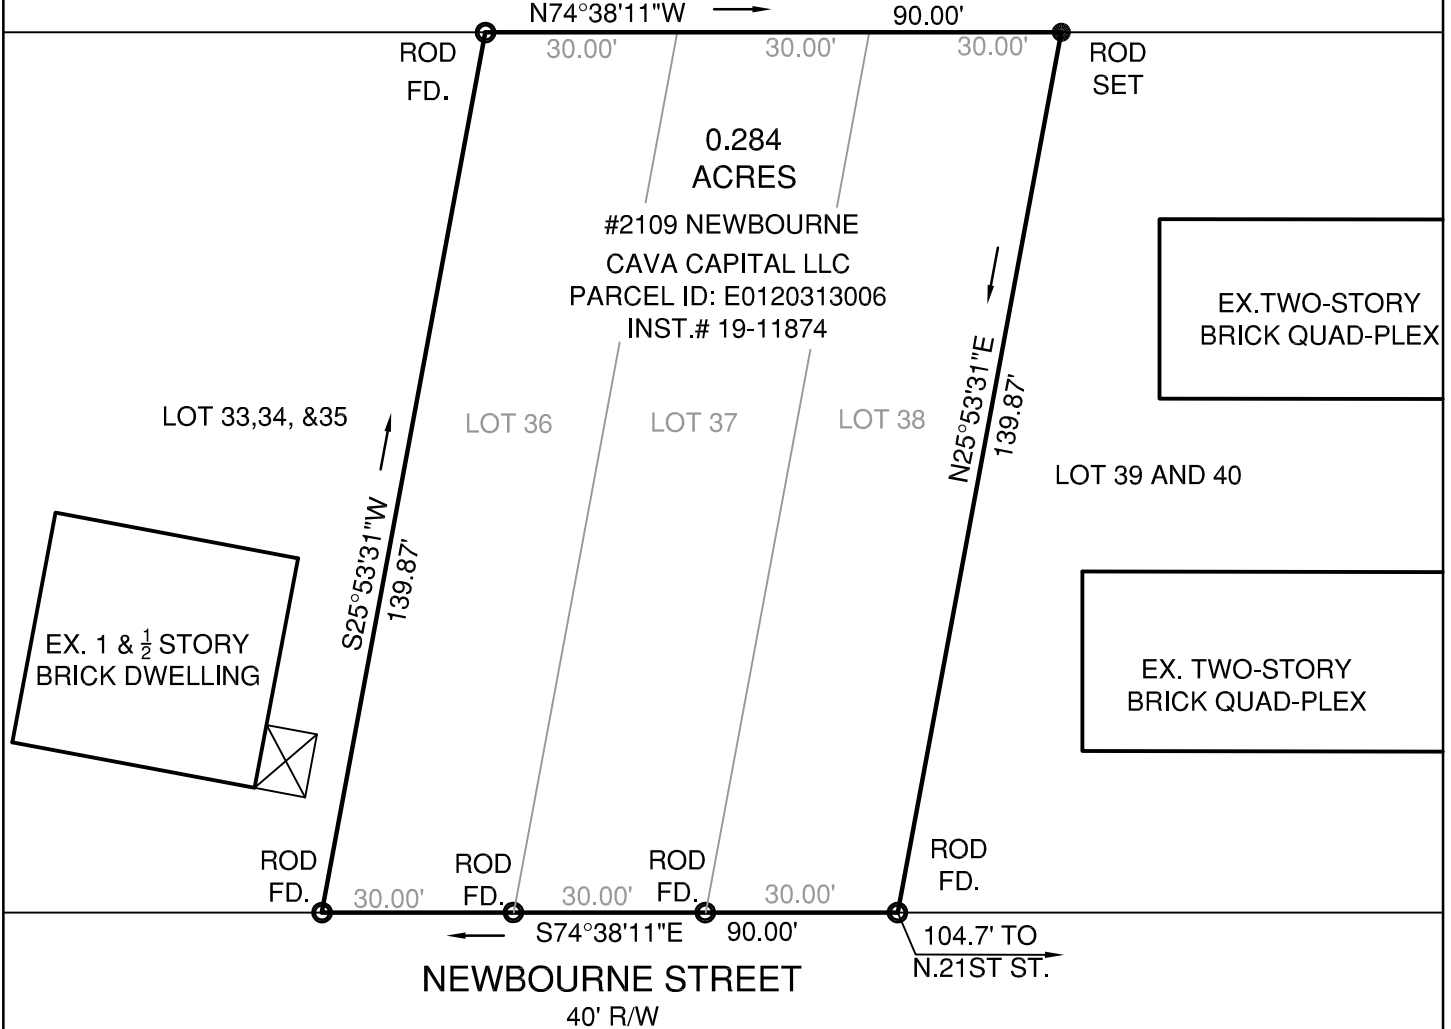 N74°38'11"W 90.00'
30.00' 30.00' 30.00'
ROD
FD.
ROD
SET
0.284
ACRES
#2109 NEWBOURNE
CAVA CAPITAL LLC
PARCEL ID: E0120313006
INST.# 19-11874
EX.TWO-STORY
BRICK QUAD-PLEX
N25°53'31"E
139.87'
LOT 33,34, &35
LOT 36
LOT 37
LOT 38
LOT 39 AND 40
S25°53'31"W
139.87'
EX. 1 & ½ STORY
BRICK DWELLING
EX. TWO-STORY
BRICK QUAD-PLEX
ROD
FD.
ROD
FD.
ROD
FD.
ROD
FD.
30.00' 30.00' 30.00'
S74°38'11"E 90.00'
104.7' TO
N.21ST ST.
NEWBOURNE STREET
40' R/W